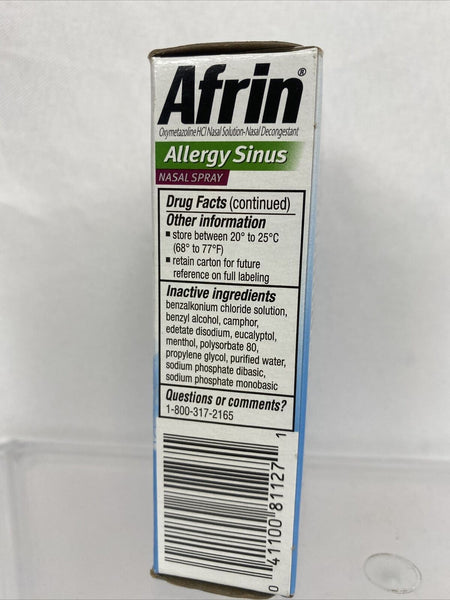 Afrin®
Oxymetazoline HCl Nasal Solution-Nasal Decongestant
Allergy Sinus
NASAL SPRAY
Drug Facts (continued)
Other information
▪ store between 20° to 25°C
(68° to 77°F)
▪ retain carton for future
reference on full labeling
Inactive ingredients
benzalkonium chloride solution,
benzyl alcohol, camphor,
edetate disodium, eucalyptol,
menthol, polysorbate 80,
propylene glycol, purified water,
sodium phosphate dibasic,
sodium phosphate monobasic
Questions or comments?
1-800-317-2165
0 41100 81127 1